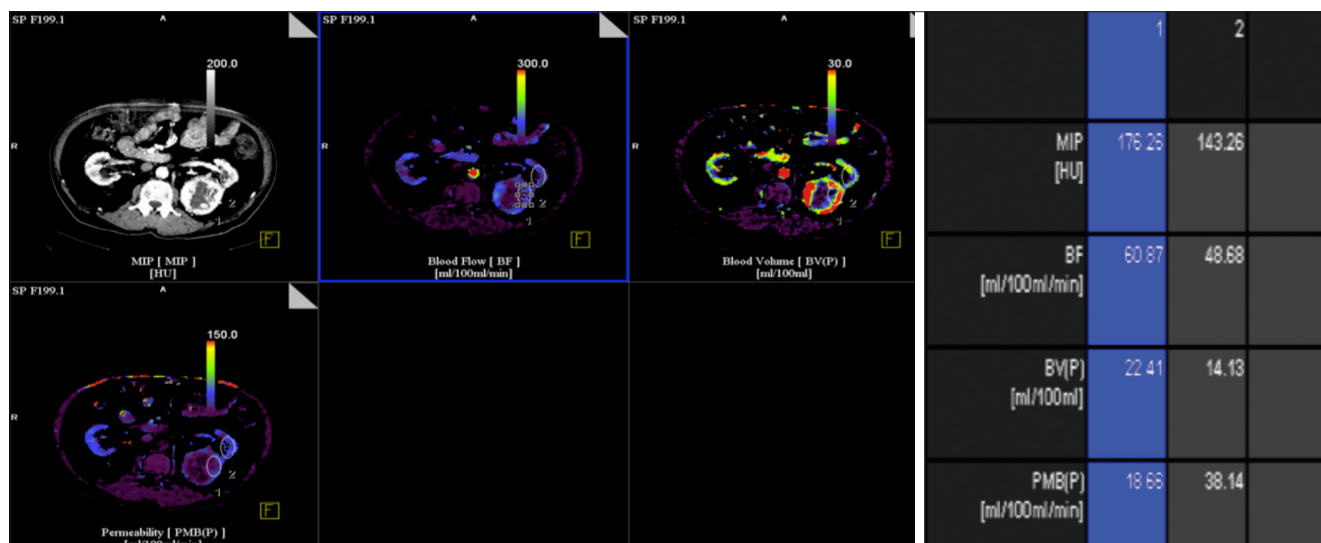 SP F199.1
A
200.0
R
2
1
F
MIP [ MIP ]
[HU]
SP F199.1
A
300.0
R
2
1
F
Blood Flow [ BF ]
[ml/100ml/min]
SP F199.1
A
30.0
R
2
1
F
Blood Volume [ BV(P) ]
[ml/100ml]
SP F199.1
A
150.0
R
2
1
F
Permeability [ PMB(P) ]
[ml/100ml/min]
1 2
MIP 176.26 143.26
[HU]
BF 60.87 48.68
[ml/100ml/min]
BV(P) 22.41 14.13
[ml/100ml]
PMB(P) 18.66 38.14
[ml/100ml/min]